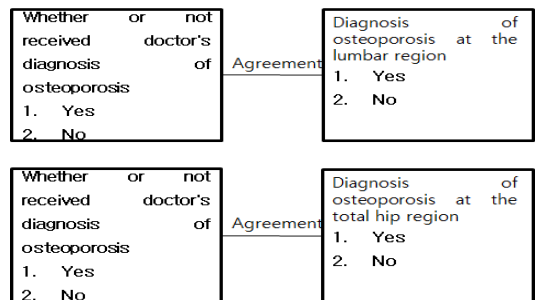 Whether or not
received doctor's
diagnosis of
osteoporosis
1. Yes
2. No
Agreement
Diagnosis of
osteoporosis at the
lumbar region
1. Yes
2. No
Whether or not
received doctor's
diagnosis of
osteoporosis
1. Yes
2. No
Agreement
Diagnosis of
osteoporosis at the
total hip region
1. Yes
2. No